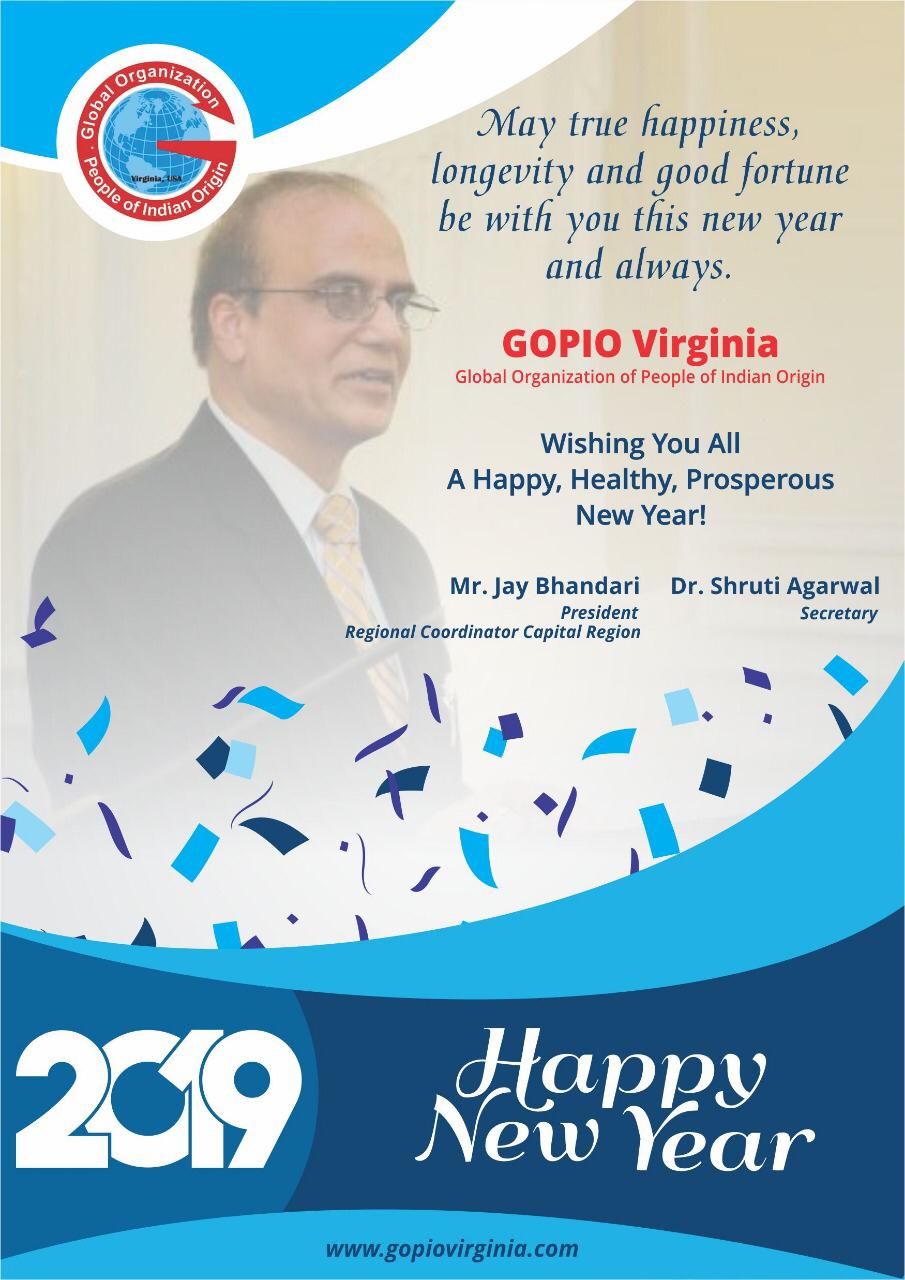 Global Organization
People of Indian Origin
Virginia, USA
May true happiness,
longevity and good fortune
be with you this new year
and always.
GOPIO Virginia
Global Organization of People of Indian Origin
Wishing You All
A Happy, Healthy, Prosperous
New Year!
Mr. Jay Bhandari
President
Regional Coordinator Capital Region
Dr. Shruti Agarwal
Secretary
2019
Happy
New Year
www.gopiovirginia.com